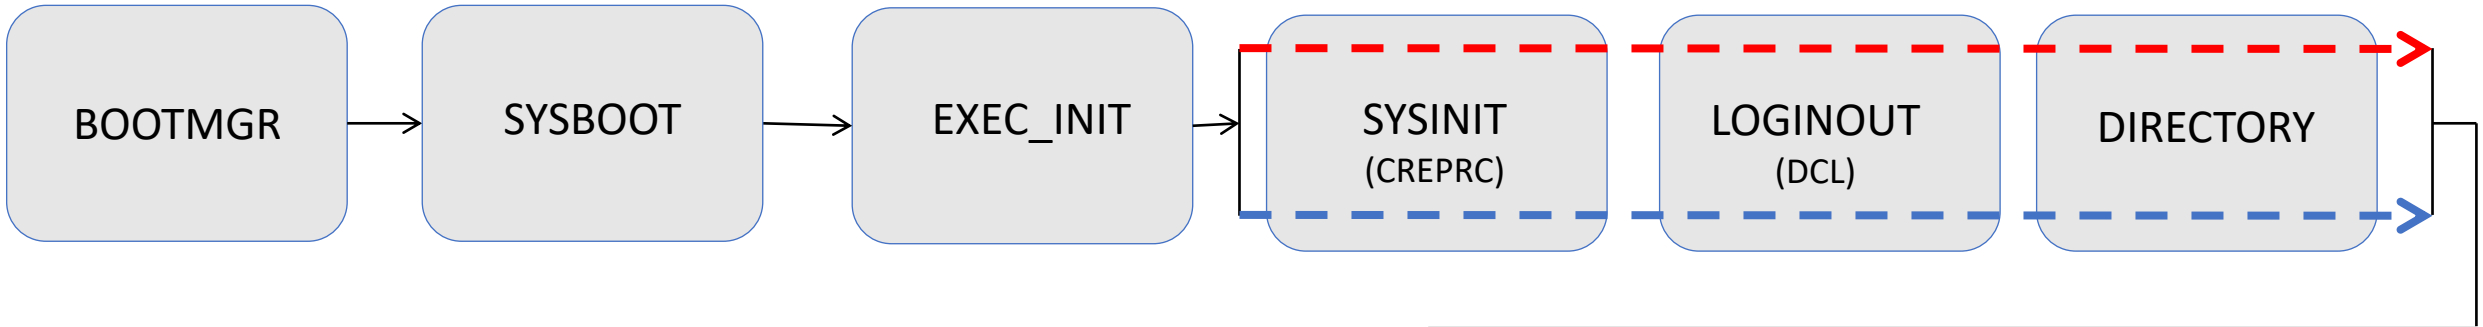 BOOTMGR
SYSBOOT
EXEC_INIT
SYSINIT
(CREPRC)
LOGINOUT
(DCL)
DIRECTORY